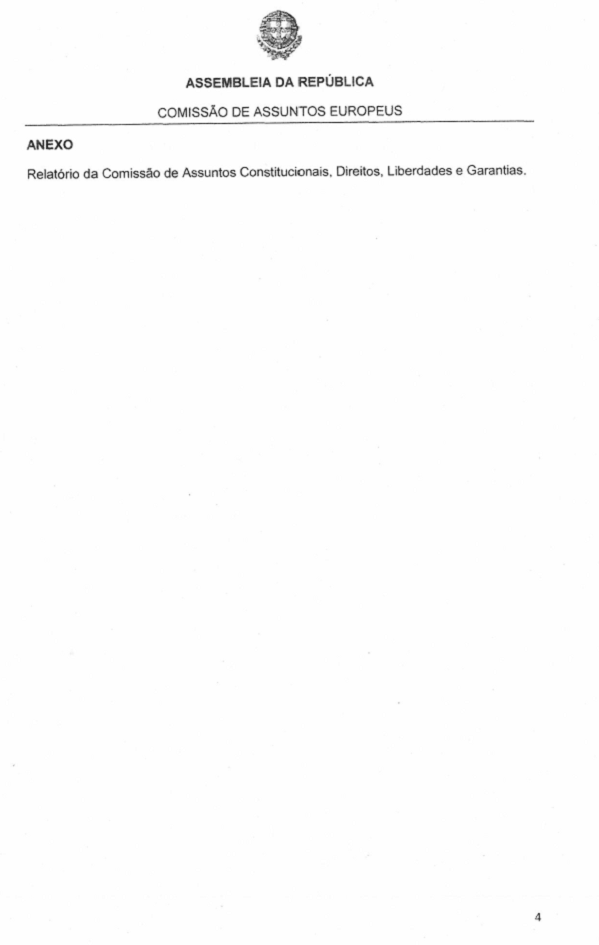 ASSEMBLEIA DA REPÚBLICA
COMISSÃO DE ASSUNTOS EUROPEUS
ANEXO
Relatório da Comissão de Assuntos Constitucionais, Direitos, Liberdades e Garantias.
4